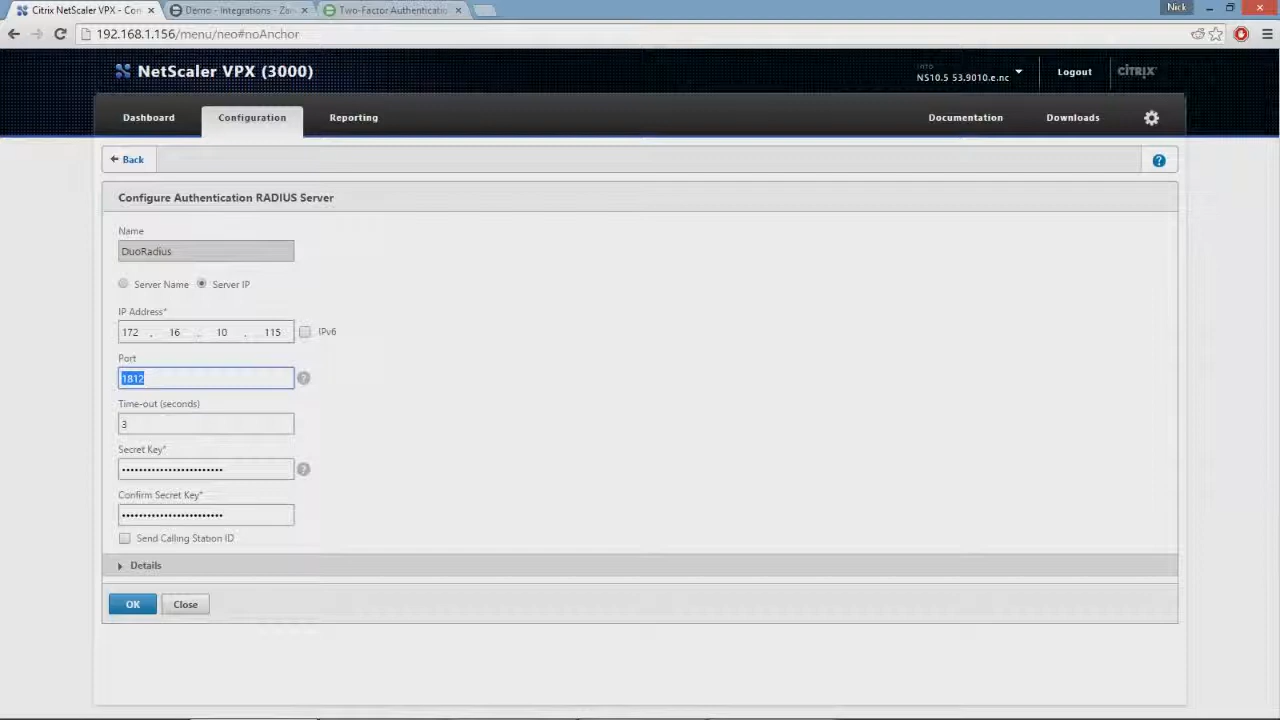 Citrix NetScaler VPX - Con
Demo - Integrations - Za
Two-Factor Authenticatio
Nick
192.168.1.156/menu/neo#noAnchor
NetScaler VPX (3000)
NS10.5 53.9010.e.nc
Logout
CITRIX
Dashboard
Configuration
Reporting
Documentation
Downloads
Back
?
Configure Authentication RADIUS Server
Name
DuoRadius
Server Name
Server IP
IP Address*
172 . 16 . 10 . 115
IPv6
Port
1812
?
Time-out (seconds)
3
Secret Key*
•••••••••••••••••••••••
?
Confirm Secret Key*
•••••••••••••••••••••••
Send Calling Station ID
Details
OK
Close